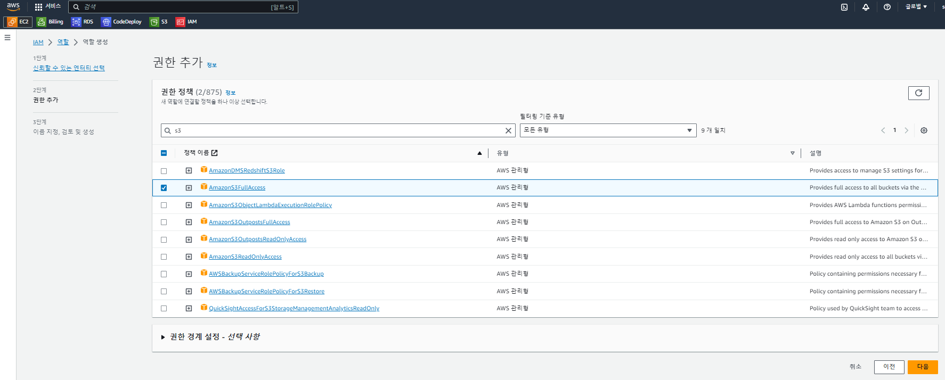 aws 서비스 검색 [알트+S] 글로벌
EC2 Billing RDS CodeDeploy S3 IAM
IAM 역할 역할 생성
1단계
신뢰할 수 있는 엔터티 선택
2단계
권한 추가
3단계
이름 지정, 검토 및 생성
권한 추가 정보
권한 정책 (2/875) 정보
새 역할에 연결할 정책을 하나 이상 선택합니다.
필터링 기준 유형
s3 모든 유형 9 개 일치 1
정책 이름 유형 설명
AmazonDMSRedshiftS3Role AWS 관리형 Provides access to manage S3 settings for...
AmazonS3FullAccess AWS 관리형 Provides full access to all buckets via the ...
AmazonS3ObjectLambdaExecutionRolePolicy AWS 관리형 Provides AWS Lambda functions permissi...
AmazonS3OutpostsFullAccess AWS 관리형 Provides full access to Amazon S3 on Out...
AmazonS3OutpostsReadOnlyAccess AWS 관리형 Provides read only access to Amazon S3 o...
AmazonS3ReadOnlyAccess AWS 관리형 Provides read only access to all buckets vi...
AWSBackupServiceRolePolicyForS3Backup AWS 관리형 Policy containing permissions necessary f...
AWSBackupServiceRolePolicyForS3Restore AWS 관리형 Policy containing permissions necessary f...
QuickSightAccessForS3StorageManagementAnalyticsReadOnly AWS 관리형 Policy used by QuickSight team to access ...
권한 경계 설정 - 선택 사항
취소 이전 다음